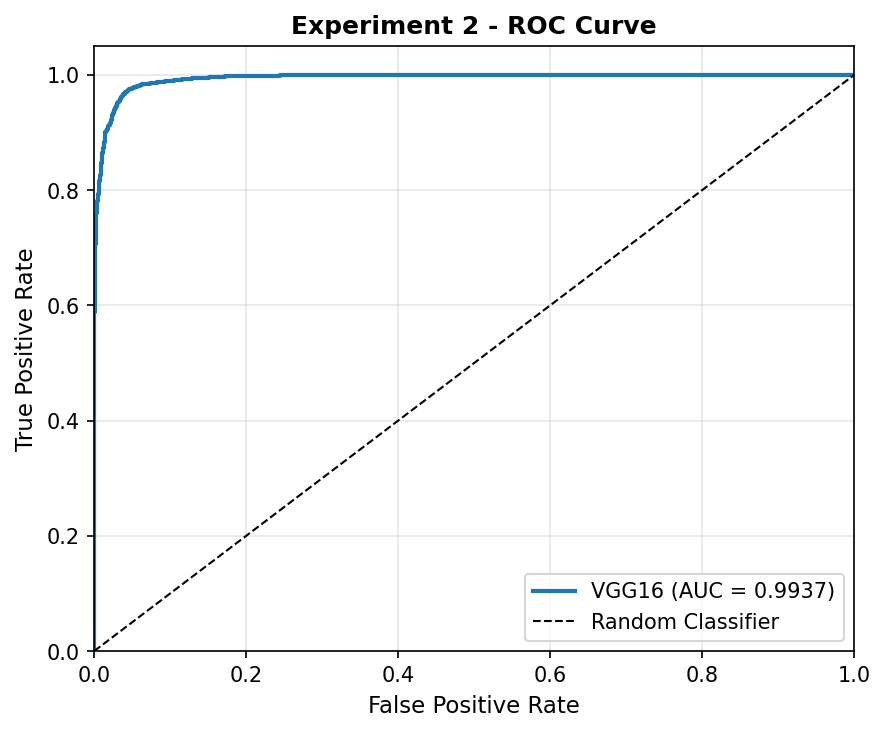 Experiment 2 - ROC Curve
True Positive Rate
1.0
0.8
0.6
0.4
0.2
0.0
0.0 0.2 0.4 0.6 0.8 1.0
False Positive Rate
VGG16 (AUC = 0.9937)
Random Classifier